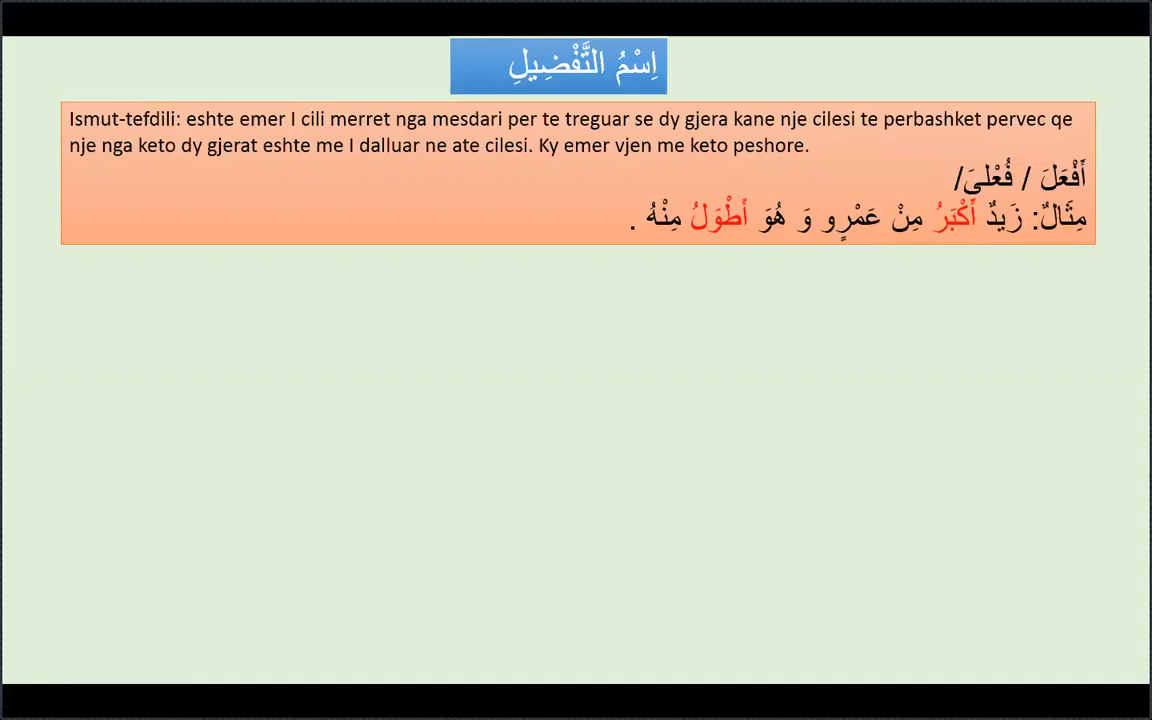 اِسْمُ التَّفْضِيلِ
Ismut-tefdili: eshte emer I cili merret nga mesdari per te treguar se dy gjera kane nje cilesi te perbashket pervec qe
nje nga keto dy gjerat eshte me I dalluar ne ate cilesi. Ky emer vjen me keto peshore.
أَفْعَلَ / فُعْلىَ/
مِثَالٌ: زَيدٌ أَكْبَرُ مِنْ عَمْرٍو وَ هُوَ أَطْوَلُ مِنْهُ .